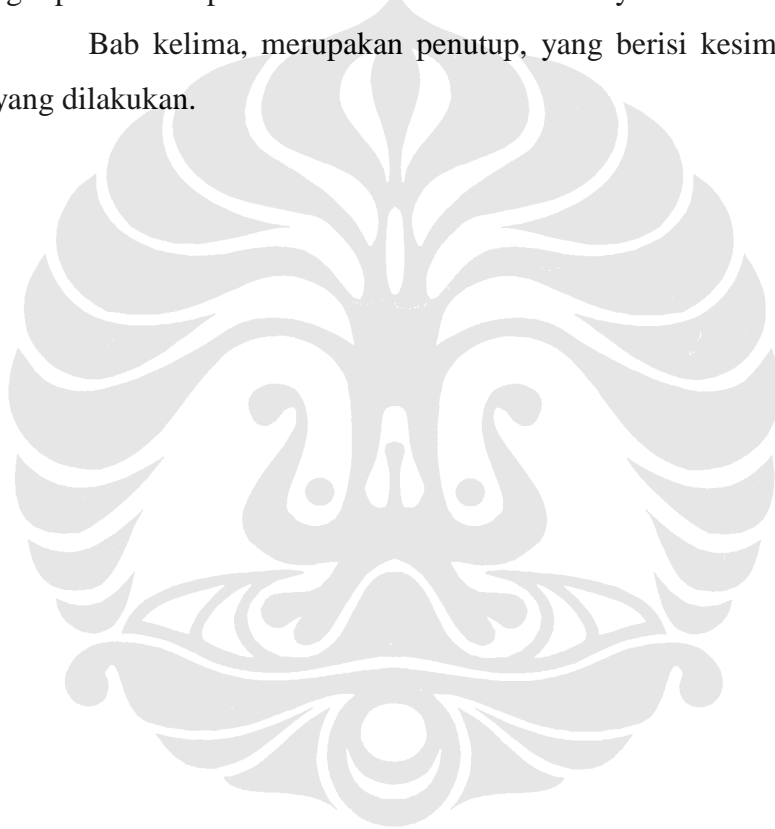 Bab kelima, merupakan penutup, yang berisi kesim
yang dilakukan.